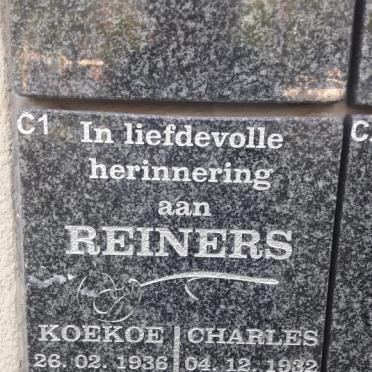 C1
In liefdevolle
herinnering
aan
REINERS
KOEKOE | CHARLES
26. 02. 1936 | 04. 12. 1932
C